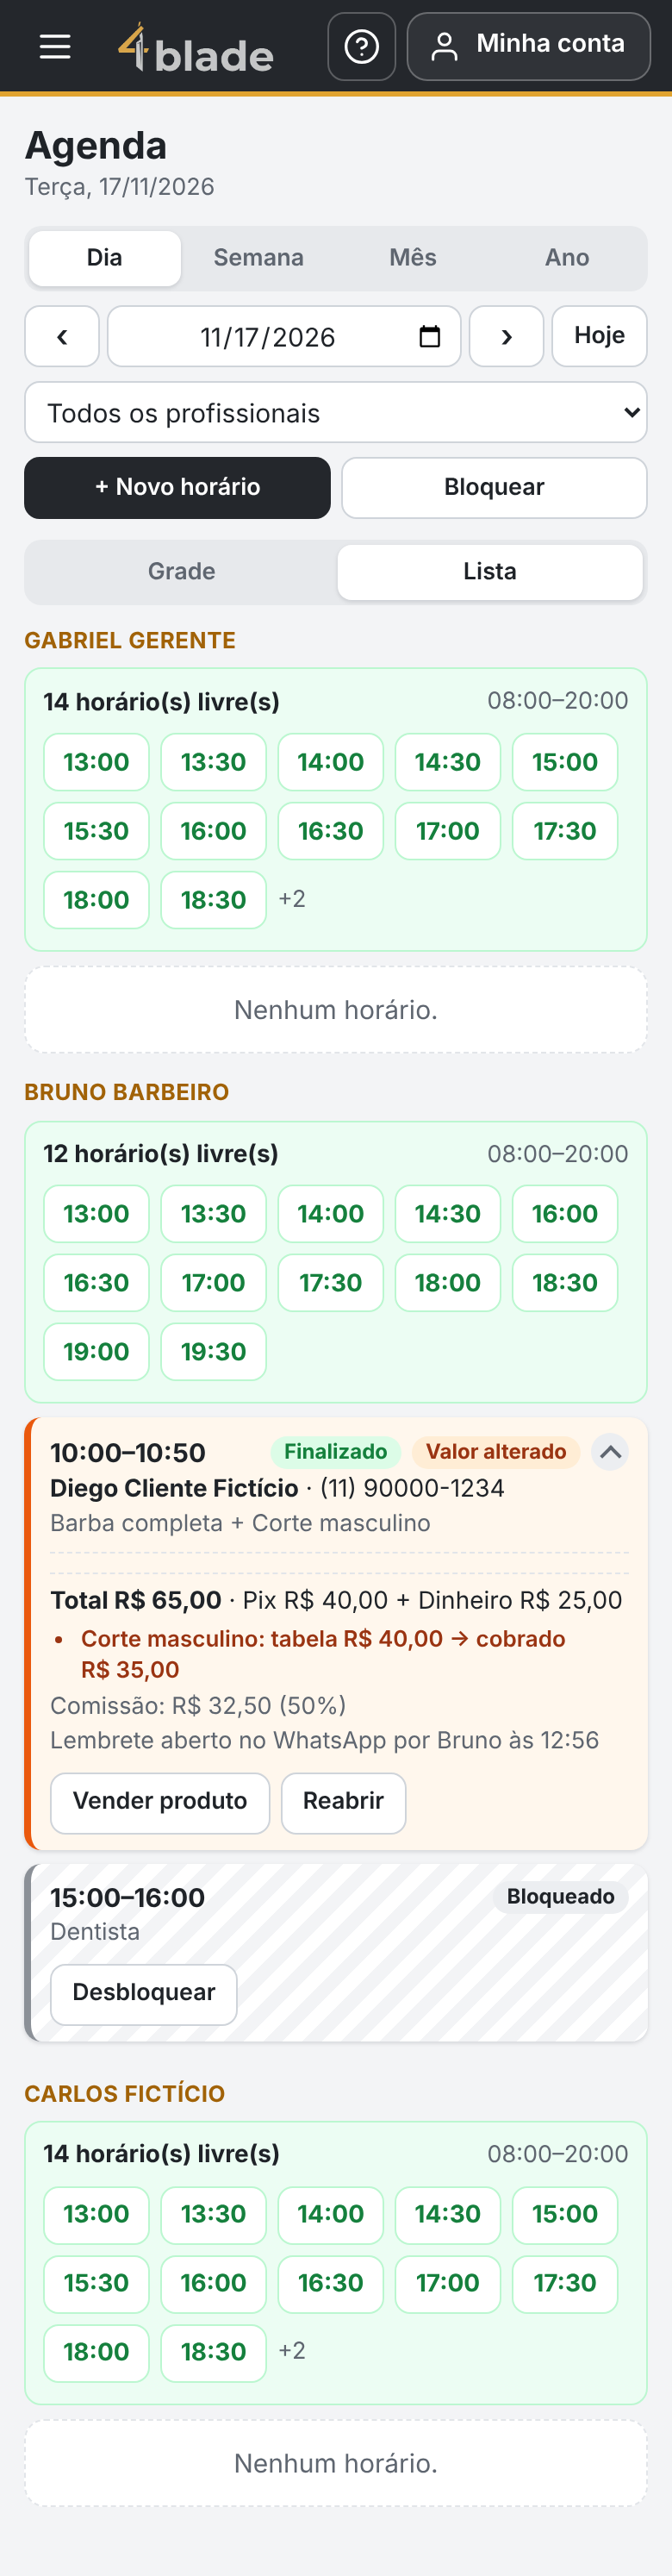 4blade
Minha conta
Agenda
Terça, 17/11/2026
Dia Semana Mês Ano
‹ 11/17/2026 › Hoje
Todos os profissionais
+ Novo horário Bloquear
Grade Lista
GABRIEL GERENTE
14 horário(s) livre(s) 08:00–20:00
13:00 13:30 14:00 14:30 15:00
15:30 16:00 16:30 17:00 17:30
18:00 18:30 +2
Nenhum horário.
BRUNO BARBEIRO
12 horário(s) livre(s) 08:00–20:00
13:00 13:30 14:00 14:30 16:00
16:30 17:00 17:30 18:00 18:30
19:00 19:30
10:00–10:50 Finalizado Valor alterado
Diego Cliente Fictício · (11) 90000-1234
Barba completa + Corte masculino
Total R$ 65,00 · Pix R$ 40,00 + Dinheiro R$ 25,00
• Corte masculino: tabela R$ 40,00 → cobrado
R$ 35,00
Comissão: R$ 32,50 (50%)
Lembrete aberto no WhatsApp por Bruno às 12:56
Vender produto Reabrir
15:00–16:00 Bloqueado
Dentista
Desbloquear
CARLOS FICTÍCIO
14 horário(s) livre(s) 08:00–20:00
13:00 13:30 14:00 14:30 15:00
15:30 16:00 16:30 17:00 17:30
18:00 18:30 +2
Nenhum horário.